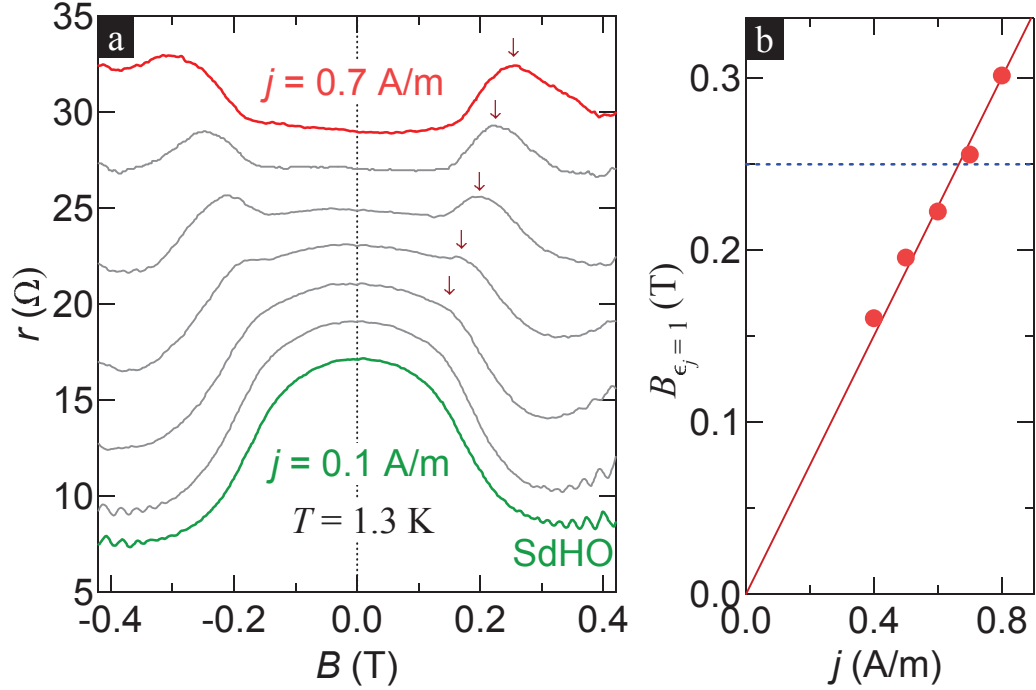 a
35
30
25
20
15
10
5
r (Ω)
j = 0.7 A/m
j = 0.1 A/m
T = 1.3 K
SdHO
-0.4 -0.2 0.0 0.2 0.4
B (T)
b
0.3
0.2
0.1
0.0
B_{ϵ_j = 1} (T)
0.0 0.4 0.8
j (A/m)